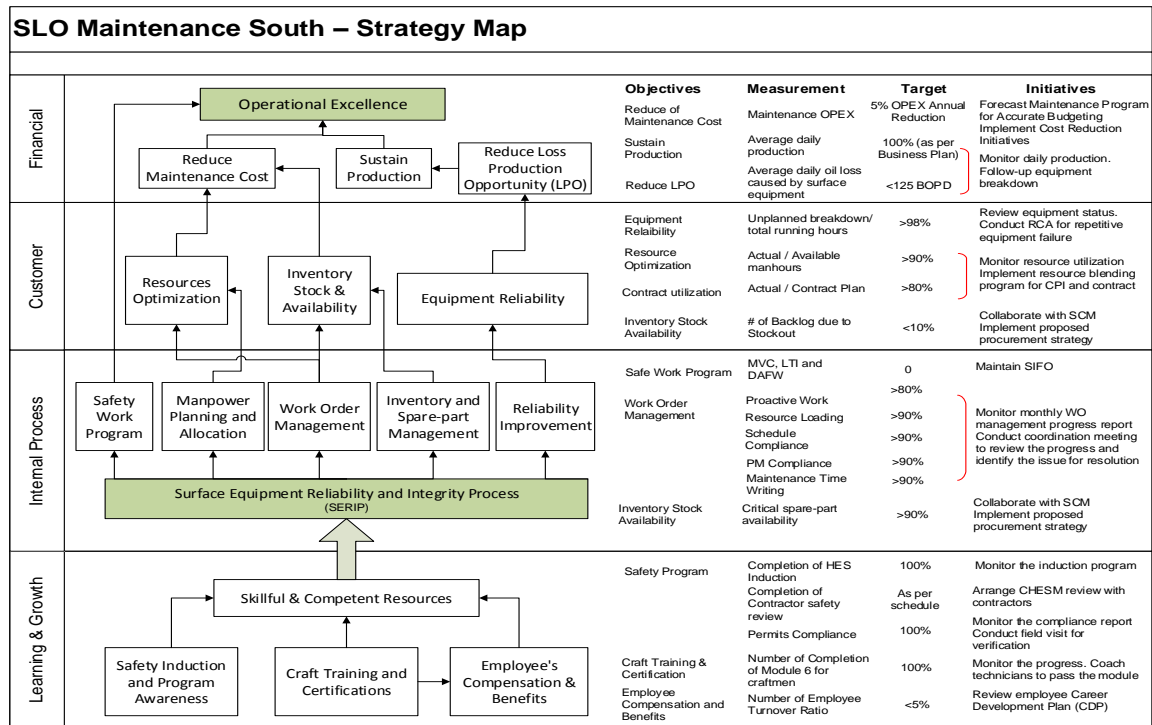 SLO Maintenance South – Strategy Map
Financial
Operational Excellence
Reduce
Maintenance Cost
Sustain
Production
Reduce Loss
Production
Opportunity (LPO)
Objectives
Measurement
Target
Initiatives
Reduce of
Maintenance Cost
Maintenance OPEX
5% OPEX Annual
Reduction
Forecast Maintenance Program
for Accurate Budgeting
Implement Cost Reduction
Initiatives
Sustain
Production
Average daily
production
100% (as per
Business Plan)
Monitor daily production.
Follow-up equipment
breakdown
Reduce LPO
Average daily oil loss
caused by surface
equipment
<125 BOPD
Customer
Resources
Optimization
Inventory
Stock &
Availability
Equipment Reliability
Equipment
Relaibility
Unplanned breakdown/
total running hours
>98%
Review equipment status.
Conduct RCA for repetitive
equipment failure
Resource
Optimization
Actual / Available
manhours
>90%
Monitor resource utilization
Implement resource blending
program for CPI and contract
Contract utilization
Actual / Contract Plan
>80%
Inventory Stock
Availability
# of Backlog due to
Stockout
<10%
Collaborate with SCM
Implement proposed
procurement strategy
Internal Process
Safety
Work
Program
Manpower
Planning and
Allocation
Work Order
Management
Inventory and
Spare-part
Management
Reliability
Improvement
Surface Equipment Reliability and Integrity Process
(SERIP)
Safe Work Program
MVC, LTI and
DAFW
0
Maintain SIFO
Work Order
Management
Proactive Work
>80%
Resource Loading
>90%
Schedule
Compliance
>90%
PM Compliance
>90%
Maintenance Time
Writing
>90%
Monitor monthly WO
management progress report
Conduct coordination meeting
to review the progress and
identify the issue for resolution
Inventory Stock
Availability
Critical spare-part
availability
>90%
Collaborate with SCM
Implement proposed
procurement strategy
Learning & Growth
Skillful & Competent Resources
Safety Induction
and Program
Awareness
Craft Training and
Certifications
Employee's
Compensation &
Benefits
Safety Program
Completion of HES
Induction
100%
Monitor the induction program
Completion of
Contractor safety
review
As per
schedule
Arrange CHESM review with
contractors
Permits Compliance
100%
Monitor the compliance report
Conduct field visit for
verification
Craft Training &
Certification
Number of Completion
of Module 6 for
craftmen
100%
Monitor the progress. Coach
technicians to pass the module
Employee
Compensation and
Benefits
Number of Employee
Turnover Ratio
<5%
Review employee Career
Development Plan (CDP)